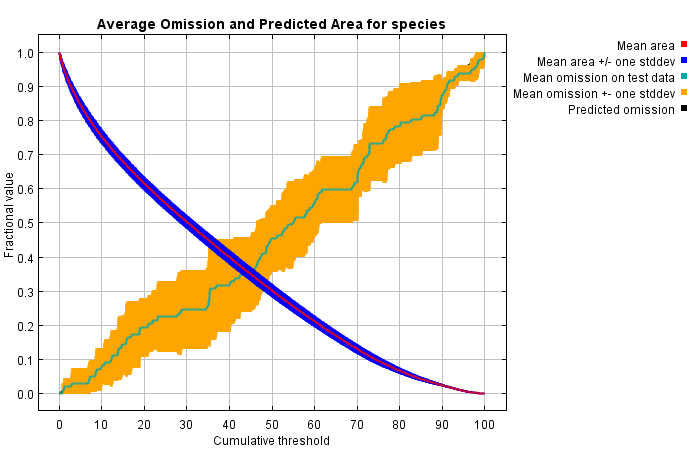 Average Omission and Predicted Area for species
Mean area
Mean area +/- one stddev
Mean omission on test data
Mean omission +- one stddev
Predicted omission
Fractional value
1.0
0.9
0.8
0.7
0.6
0.5
0.4
0.3
0.2
0.1
0.0
0 10 20 30 40 50 60 70 80 90 100
Cumulative threshold